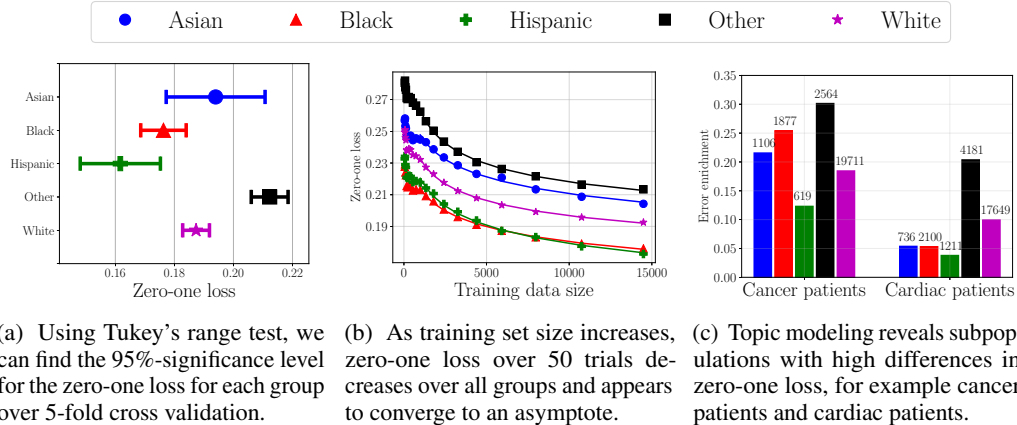 Asian Black Hispanic Other White
Asian
Black
Hispanic
Other
White
0.16 0.18 0.20 0.22
Zero-one loss
Zero-one loss
0.27
0.25
0.23
0.21
0.19
0 5000 10000 15000
Training data size
Error enrichment
0.35
0.30
0.25
0.20
0.15
0.10
0.05
0.00
1106 1877 619 2564 19711
736 2100 1211 4181 17649
Cancer patients Cardiac patients
(a) Using Tukey's range test, we
can find the 95%-significance level
for the zero-one loss for each group
over 5-fold cross validation.
(b) As training set size increases,
zero-one loss over 50 trials de-
creases over all groups and appears
to converge to an asymptote.
(c) Topic modeling reveals subpop-
ulations with high differences in
zero-one loss, for example cancer
patients and cardiac patients.